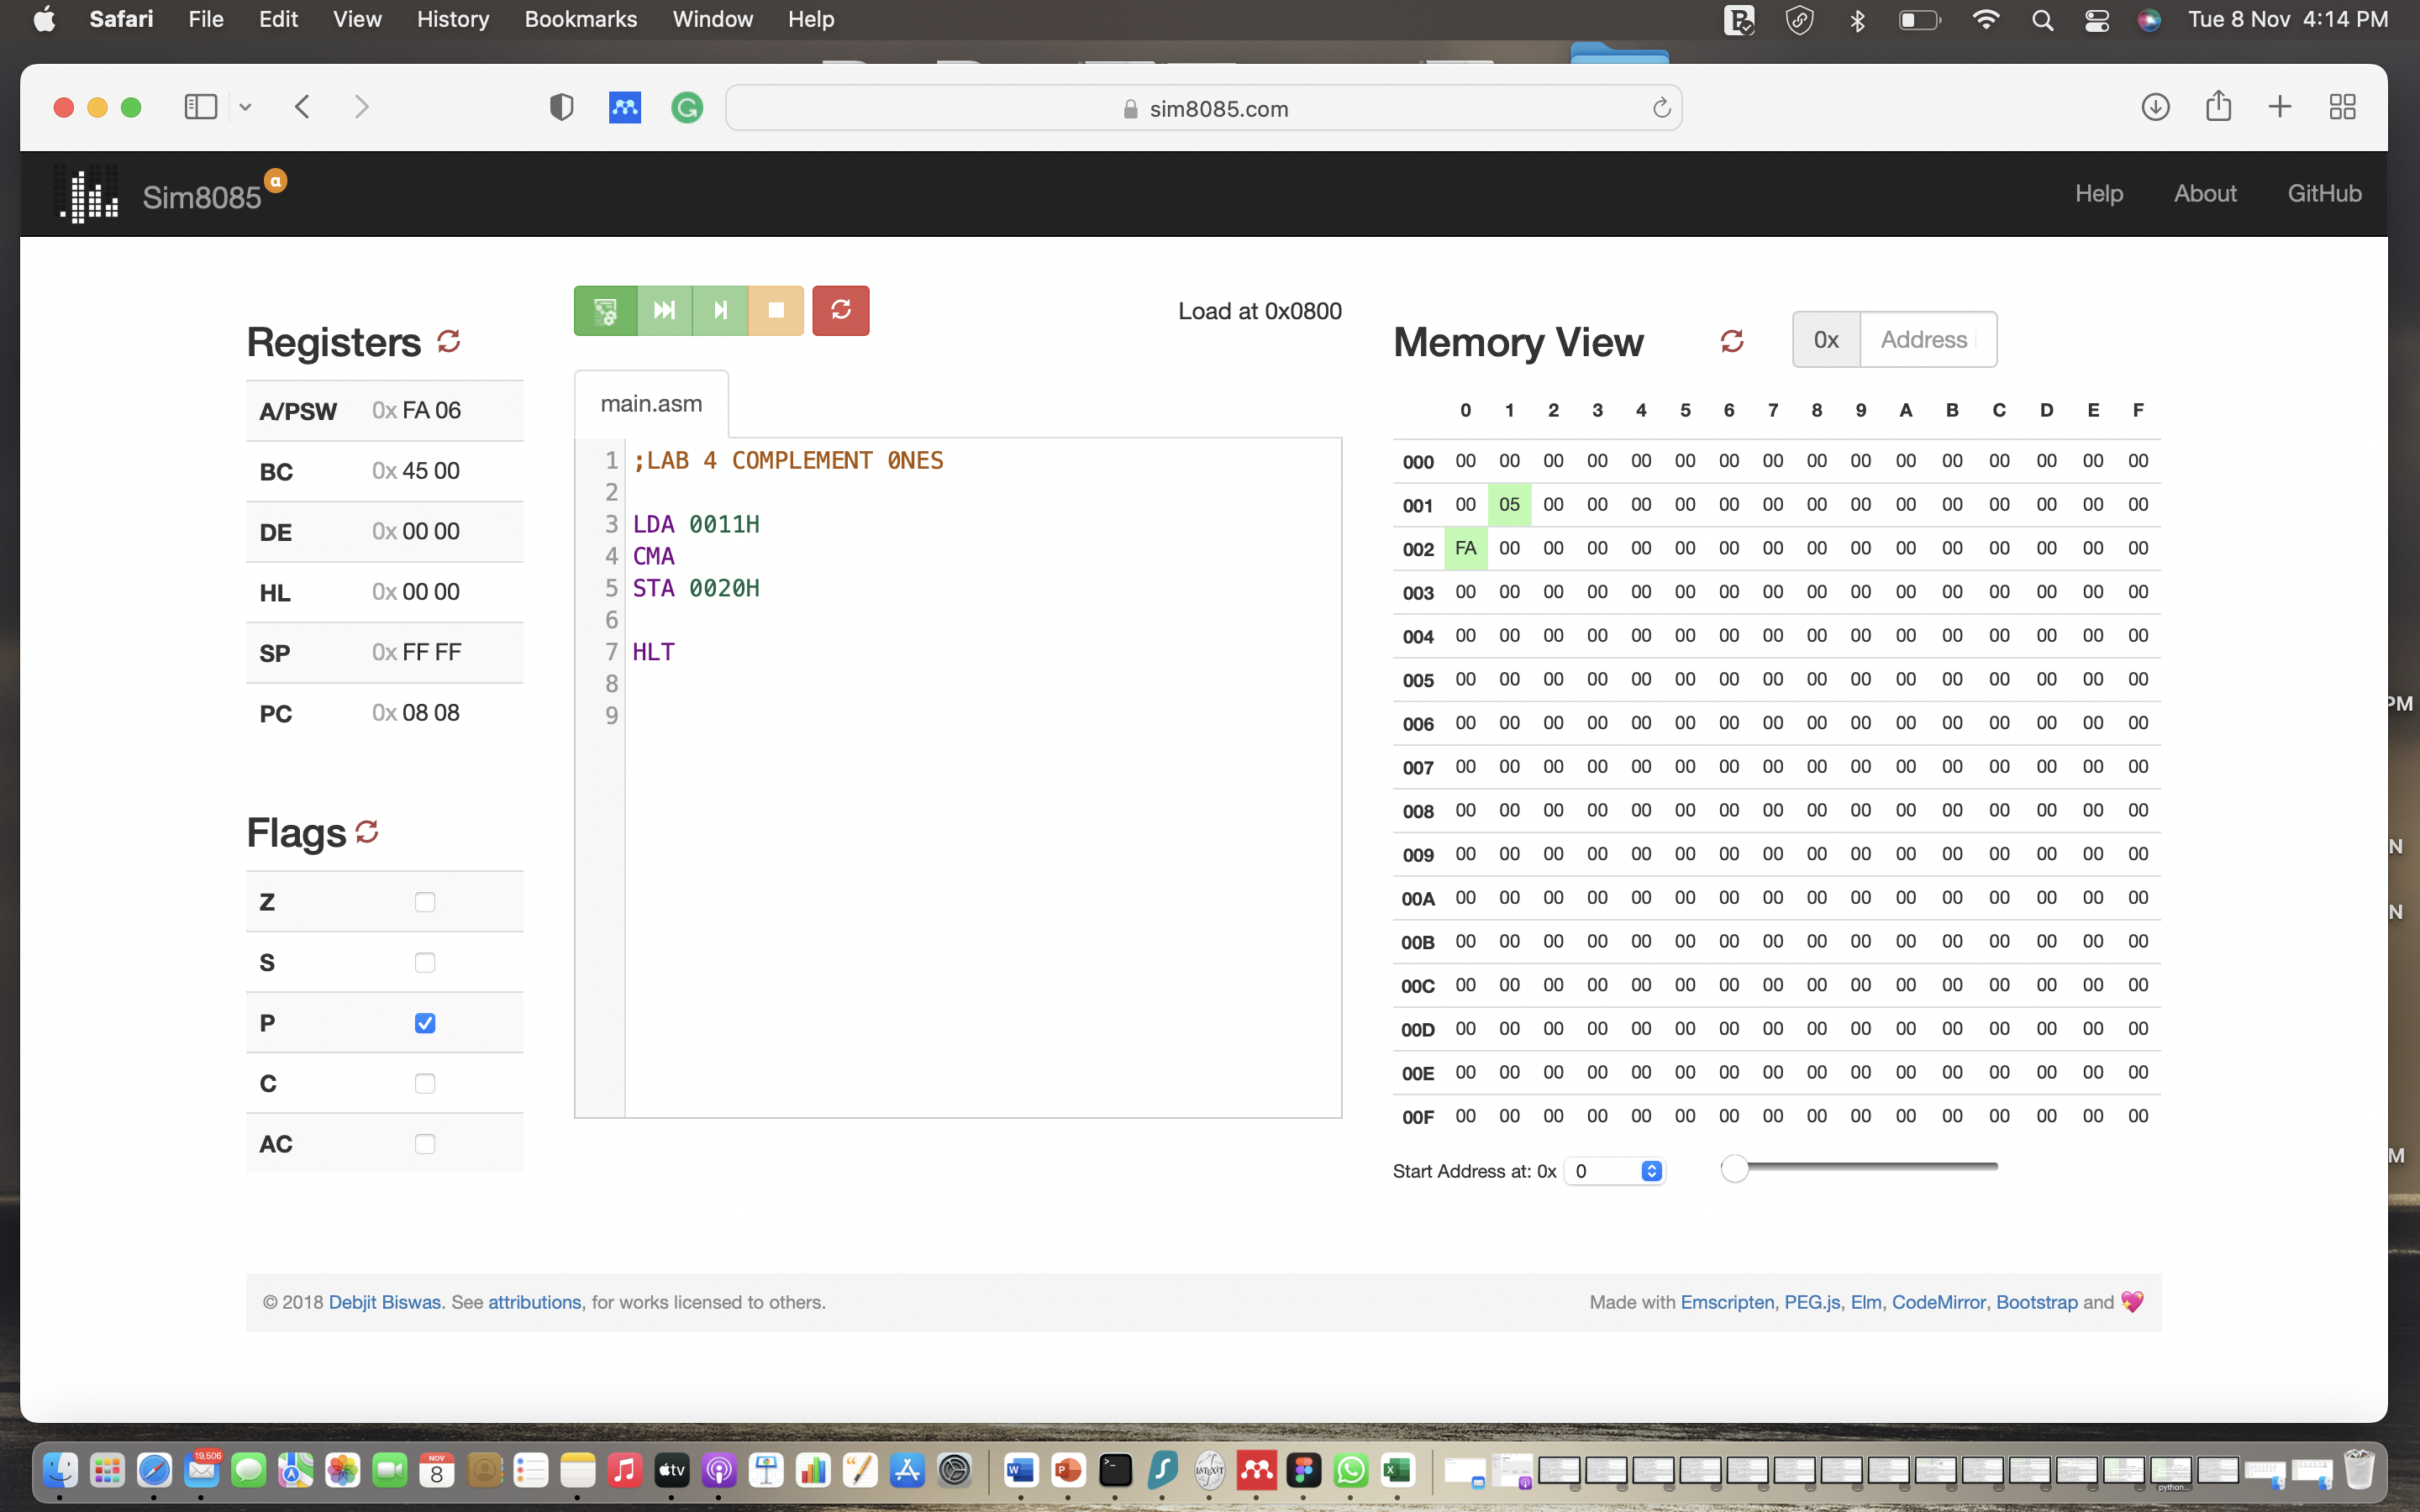 Safari File Edit View History Bookmarks Window Help Tue 8 Nov 4:14 PM
sim8085.com
Sim8085 α Help About GitHub
Load at 0x0800
Registers
A/PSW 0x FA 06
BC 0x 45 00
DE 0x 00 00
HL 0x 00 00
SP 0x FF FF
PC 0x 08 08
Flags
Z
S
P
C
AC
main.asm
1 ;LAB 4 COMPLEMENT 0NES
2
3 LDA 0011H
4 CMA
5 STA 0020H
6
7 HLT
8
9
Memory View 0x Address
0 1 2 3 4 5 6 7 8 9 A B C D E F
000 00 00 00 00 00 00 00 00 00 00 00 00 00 00 00 00
001 00 05 00 00 00 00 00 00 00 00 00 00 00 00 00 00
002 FA 00 00 00 00 00 00 00 00 00 00 00 00 00 00 00
003 00 00 00 00 00 00 00 00 00 00 00 00 00 00 00 00
004 00 00 00 00 00 00 00 00 00 00 00 00 00 00 00 00
005 00 00 00 00 00 00 00 00 00 00 00 00 00 00 00 00
006 00 00 00 00 00 00 00 00 00 00 00 00 00 00 00 00
007 00 00 00 00 00 00 00 00 00 00 00 00 00 00 00 00
008 00 00 00 00 00 00 00 00 00 00 00 00 00 00 00 00
009 00 00 00 00 00 00 00 00 00 00 00 00 00 00 00 00
00A 00 00 00 00 00 00 00 00 00 00 00 00 00 00 00 00
00B 00 00 00 00 00 00 00 00 00 00 00 00 00 00 00 00
00C 00 00 00 00 00 00 00 00 00 00 00 00 00 00 00 00
00D 00 00 00 00 00 00 00 00 00 00 00 00 00 00 00 00
00E 00 00 00 00 00 00 00 00 00 00 00 00 00 00 00 00
00F 00 00 00 00 00 00 00 00 00 00 00 00 00 00 00 00
Start Address at: 0x 0
© 2018 Debjit Biswas. See attributions, for works licensed to others.
Made with Emscripten, PEG.js, Elm, CodeMirror, Bootstrap and 💖
PM
N
N
M
19,506
NOV
8
tv
python...